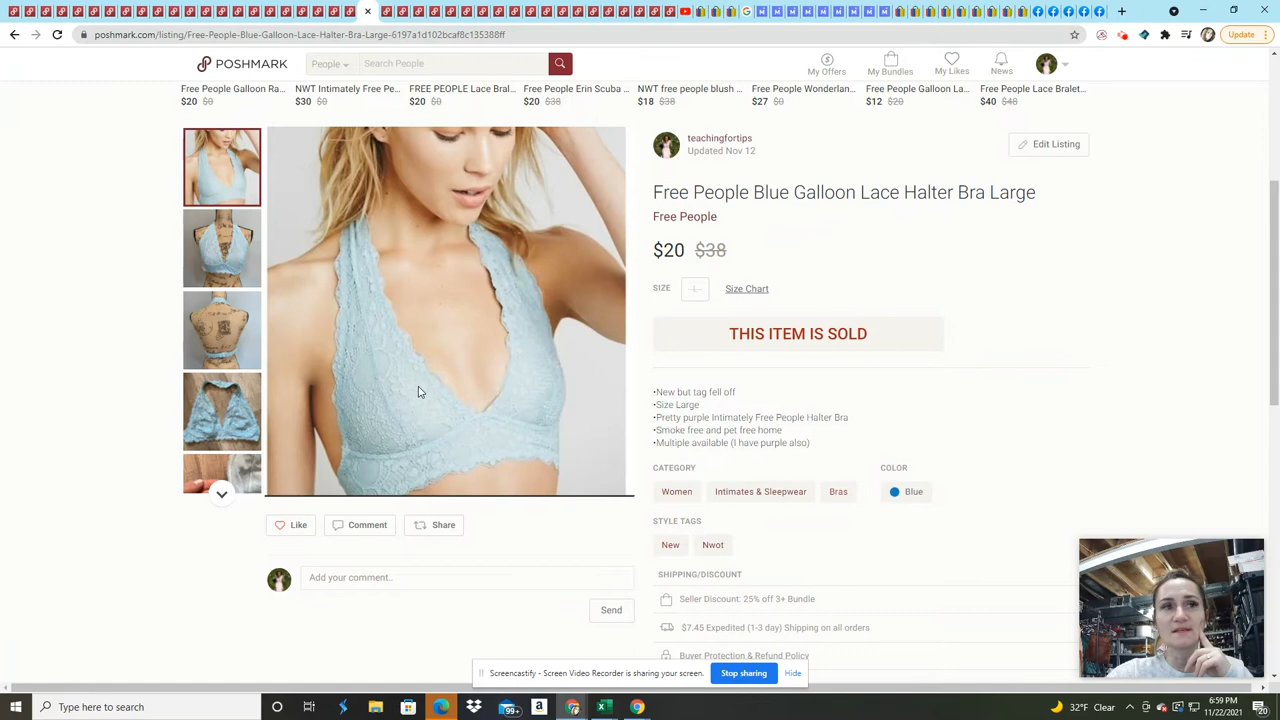 poshmark.com/listing/Free-People-Blue-Galloon-Lace-Halter-Bra-Large-6197a1d102bcaf8c135388ff
Update
POSHMARK
People
Search People
My Offers
My Bundles
My Likes
News
Free People Galloon Ra...
$20 $0
NWT Intimately Free Pe...
$30 $0
FREE PEOPLE Lace Bral...
$20 $0
Free People Erin Scuba ...
$20 $38
NWT free people blush ...
$18 $38
Free People Wonderlan...
$27 $0
Free People Galloon La...
$12 $20
Free People Lace Bralet...
$40 $48
teachingfortips
Updated Nov 12
Edit Listing
Free People Blue Galloon Lace Halter Bra Large
Free People
$20 $38
SIZE
L
Size Chart
THIS ITEM IS SOLD
•New but tag fell off
•Size Large
•Pretty purple Intimately Free People Halter Bra
•Smoke free and pet free home
•Multiple available (I have purple also)
CATEGORY
Women
Intimates & Sleepwear
Bras
COLOR
Blue
STYLE TAGS
New
Nwot
SHIPPING/DISCOUNT
Seller Discount: 25% off 3+ Bundle
$7.45 Expedited (1-3 day) Shipping on all orders
Buyer Protection & Refund Policy
Like
Comment
Share
Add your comment..
Send
Screencastify - Screen Video Recorder is sharing your screen.
Stop sharing
Hide
Type here to search
99+
32°F Clear
6:59 PM
11/22/2021
20